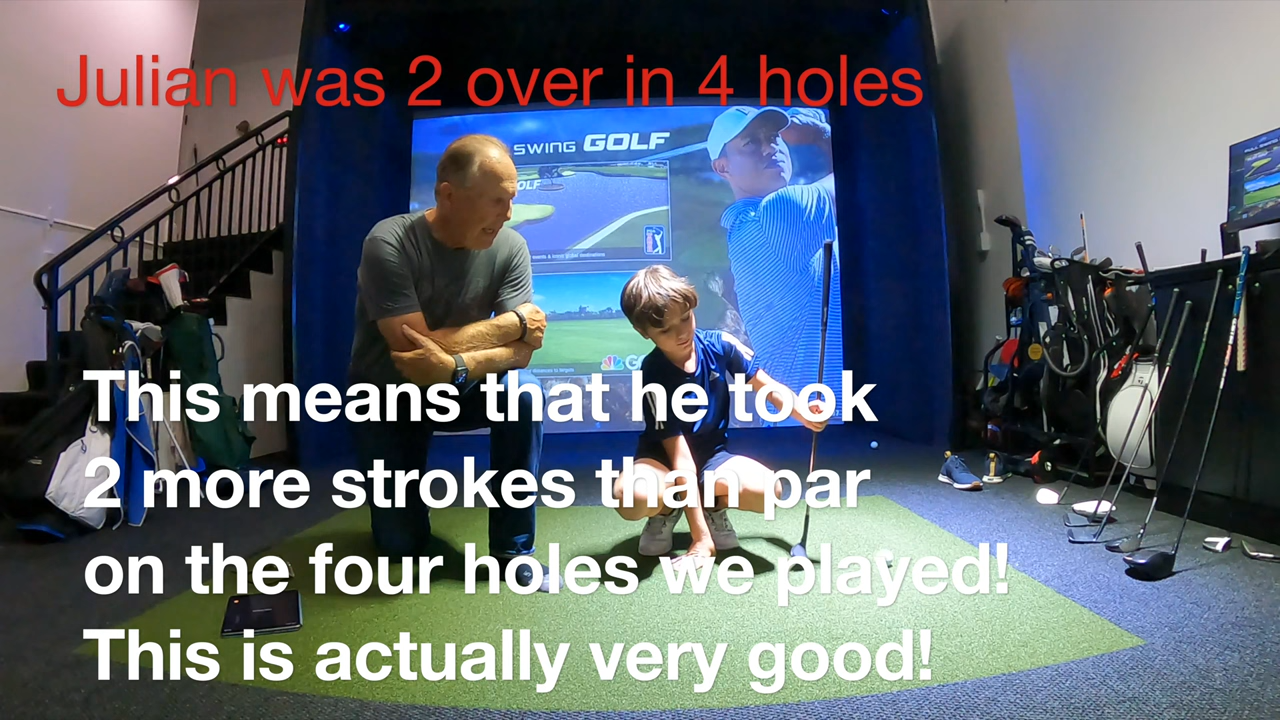 Julian was 2 over in 4 holes
SWING GOLF
OLF
This means that he took
2 more strokes than par
on the four holes we played!
This is actually very good!